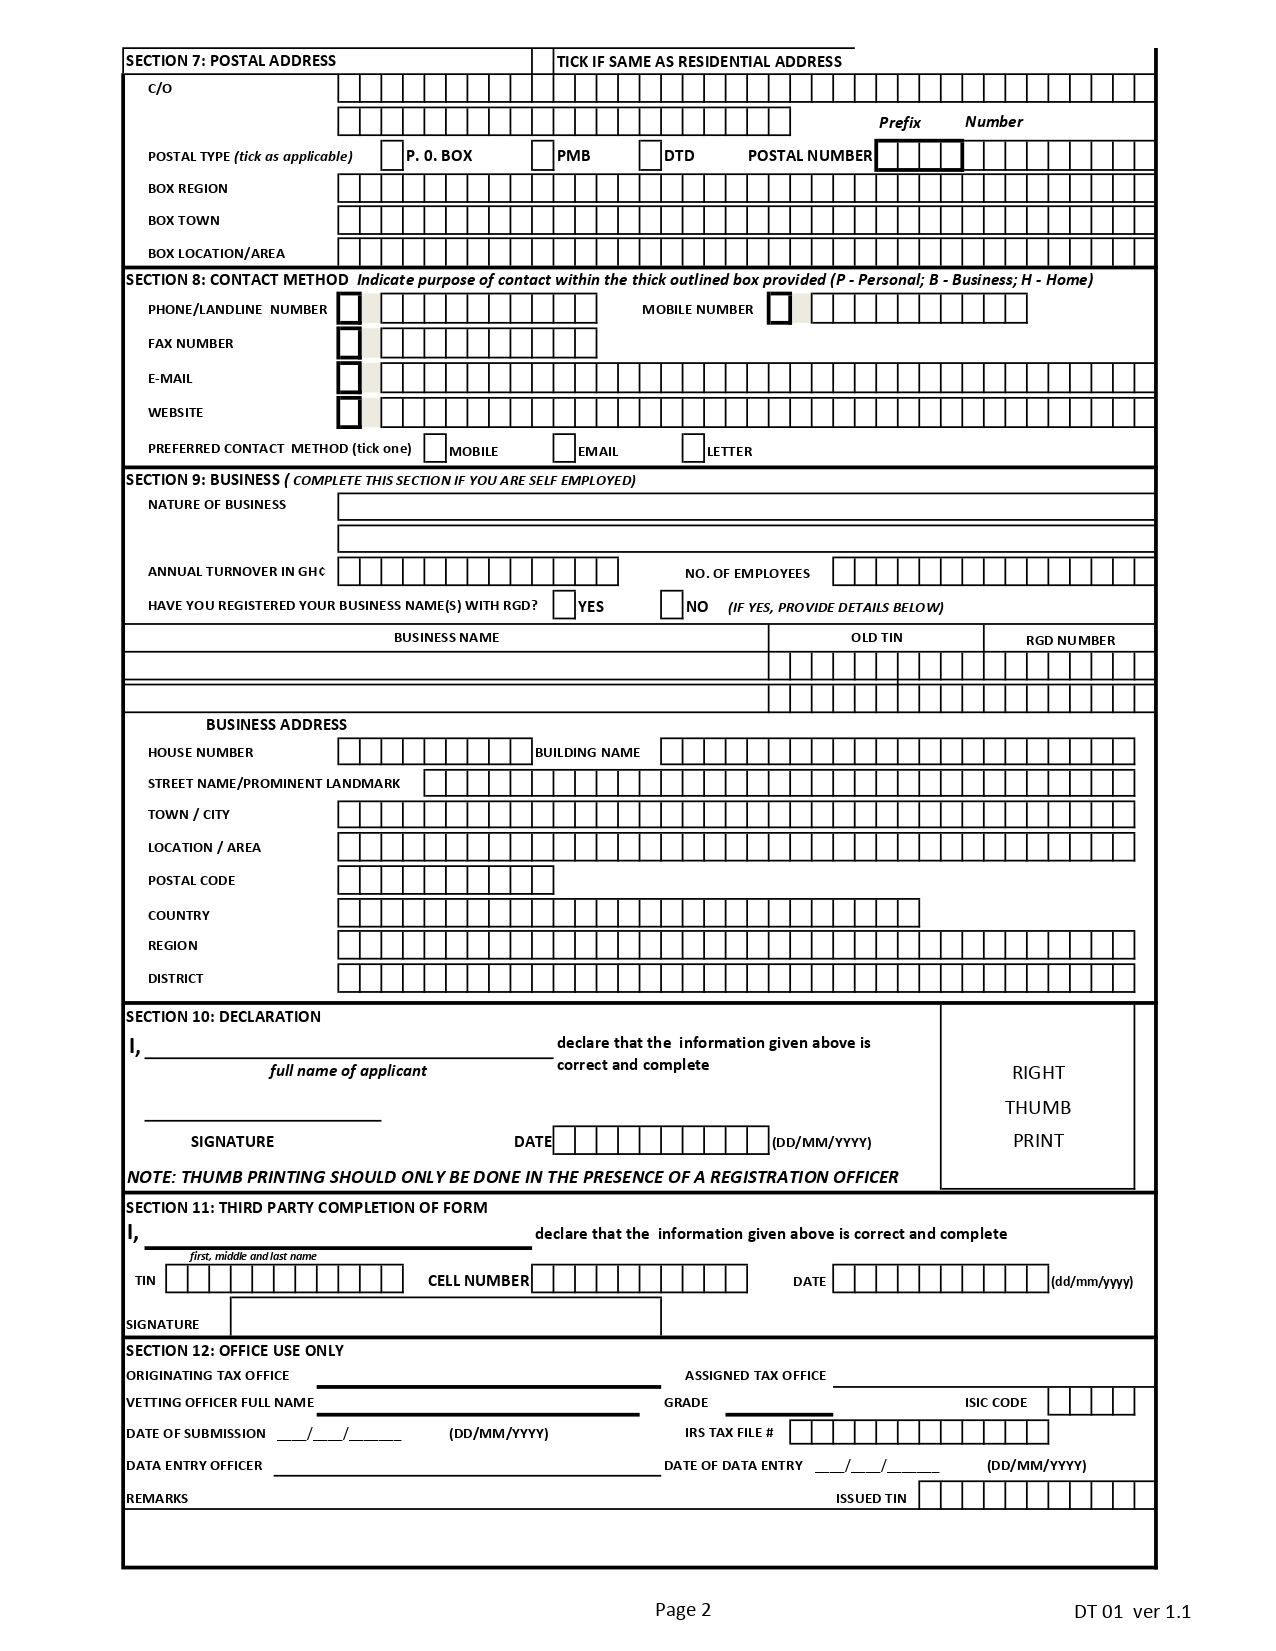 SECTION 7: POSTAL ADDRESS TICK IF SAME AS RESIDENTIAL ADDRESS
C/O
Prefix Number
POSTAL TYPE (tick as applicable) P. 0. BOX PMB DTD POSTAL NUMBER
BOX REGION
BOX TOWN
BOX LOCATION/AREA
SECTION 8: CONTACT METHOD Indicate purpose of contact within the thick outlined box provided (P - Personal; B - Business; H - Home)
PHONE/LANDLINE NUMBER MOBILE NUMBER
FAX NUMBER
E-MAIL
WEBSITE
PREFERRED CONTACT METHOD (tick one) MOBILE EMAIL LETTER
SECTION 9: BUSINESS ( COMPLETE THIS SECTION IF YOU ARE SELF EMPLOYED)
NATURE OF BUSINESS
ANNUAL TURNOVER IN GH¢ NO. OF EMPLOYEES
HAVE YOU REGISTERED YOUR BUSINESS NAME(S) WITH RGD? YES NO (IF YES, PROVIDE DETAILS BELOW)
BUSINESS NAME OLD TIN RGD NUMBER
BUSINESS ADDRESS
HOUSE NUMBER BUILDING NAME
STREET NAME/PROMINENT LANDMARK
TOWN / CITY
LOCATION / AREA
POSTAL CODE
COUNTRY
REGION
DISTRICT
SECTION 10: DECLARATION
I, declare that the information given above is
correct and complete
full name of applicant
RIGHT
THUMB
PRINT
SIGNATURE DATE (DD/MM/YYYY)
NOTE: THUMB PRINTING SHOULD ONLY BE DONE IN THE PRESENCE OF A REGISTRATION OFFICER
SECTION 11: THIRD PARTY COMPLETION OF FORM
I, declare that the information given above is correct and complete
first, middle and last name
TIN CELL NUMBER DATE (dd/mm/yyyy)
SIGNATURE
SECTION 12: OFFICE USE ONLY
ORIGINATING TAX OFFICE ASSIGNED TAX OFFICE
VETTING OFFICER FULL NAME GRADE ISIC CODE
DATE OF SUBMISSION ____/____/_______ (DD/MM/YYYY) IRS TAX FILE #
DATA ENTRY OFFICER DATE OF DATA ENTRY ____/____/_______ (DD/MM/YYYY)
REMARKS ISSUED TIN
Page 2 DT 01 ver 1.1